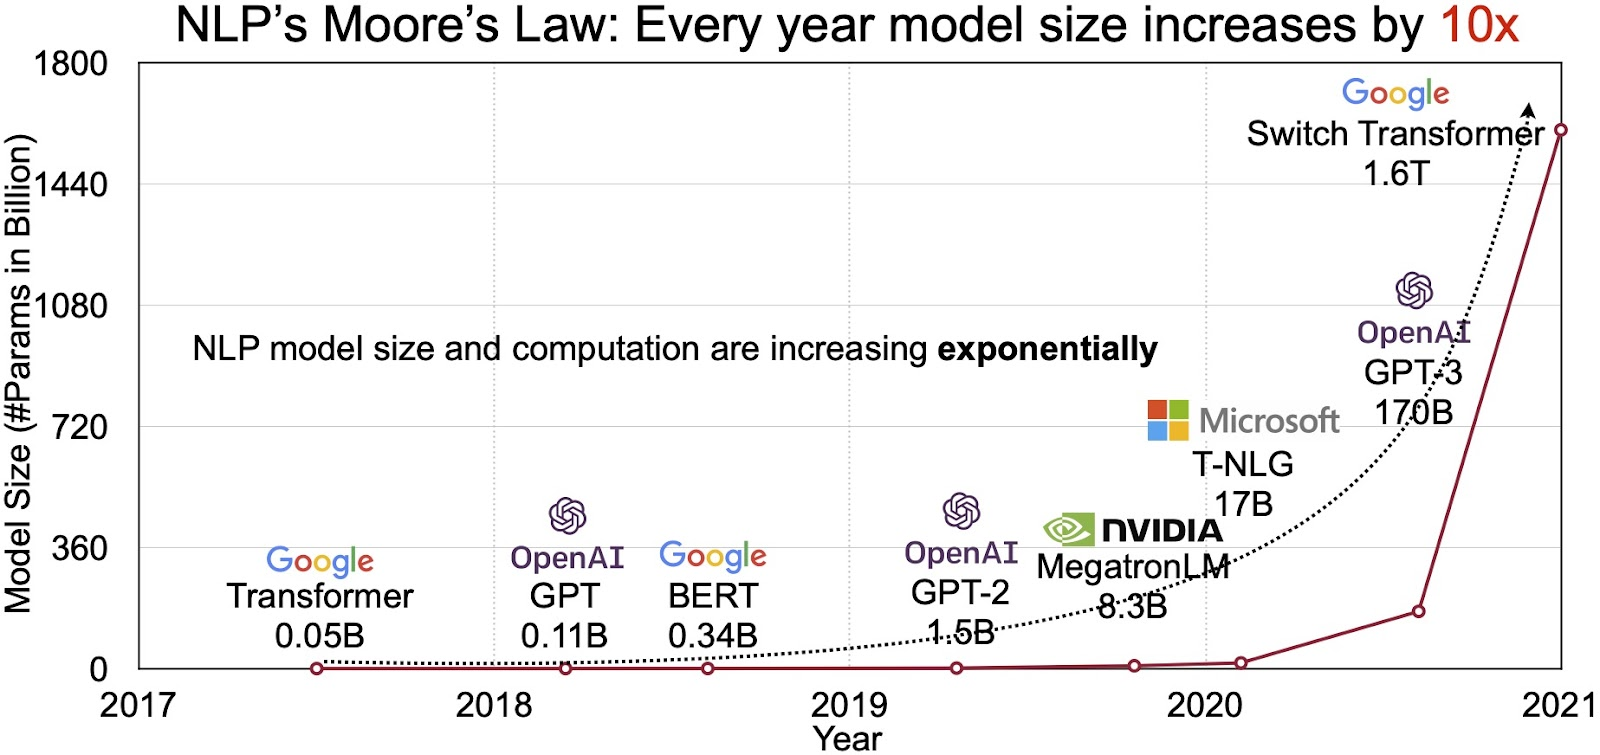 NLP's Moore's Law: Every year model size increases by 10x
Model Size (#Params in Billion)
1800
1440
1080
720
360
0
Google
Switch Transformer
1.6T
OpenAI
GPT-3
170B
NLP model size and computation are increasing exponentially
Microsoft
T-NLG
17B
NVIDIA
MegatronLM
8.3B
OpenAI
GPT-2
1.5B
Google
BERT
0.34B
OpenAI
GPT
0.11B
Google
Transformer
0.05B
2017
2018
2019
2020
2021
Year